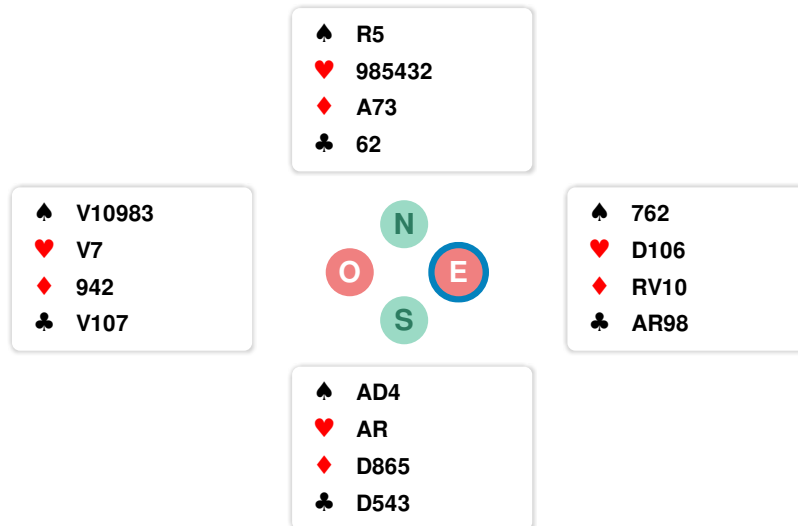 ♠ R5
♥ 985432
♦ A73
♣ 62
♠ V10983
♥ V7
♦ 942
♣ V107
N
O
E
S
♠ 762
♥ D106
♦ RV10
♣ AR98
♠ AD4
♥ AR
♦ D865
♣ D543